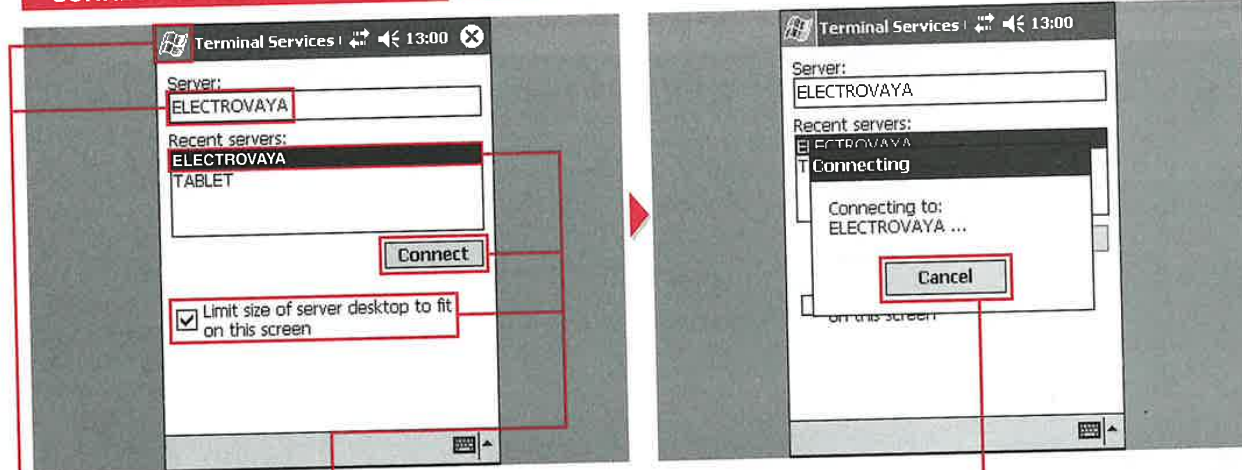 Terminal Services 13:00
Server:
ELECTROVAYA
Recent servers:
ELECTROVAYA
TABLET
Connect
Limit size of server desktop to fit
on this screen
Terminal Services 13:00
Server:
ELECTROVAYA
Recent servers:
ELECTROVAYA
T
Connecting
Connecting to:
ELECTROVAYA ...
Cancel
on this screen